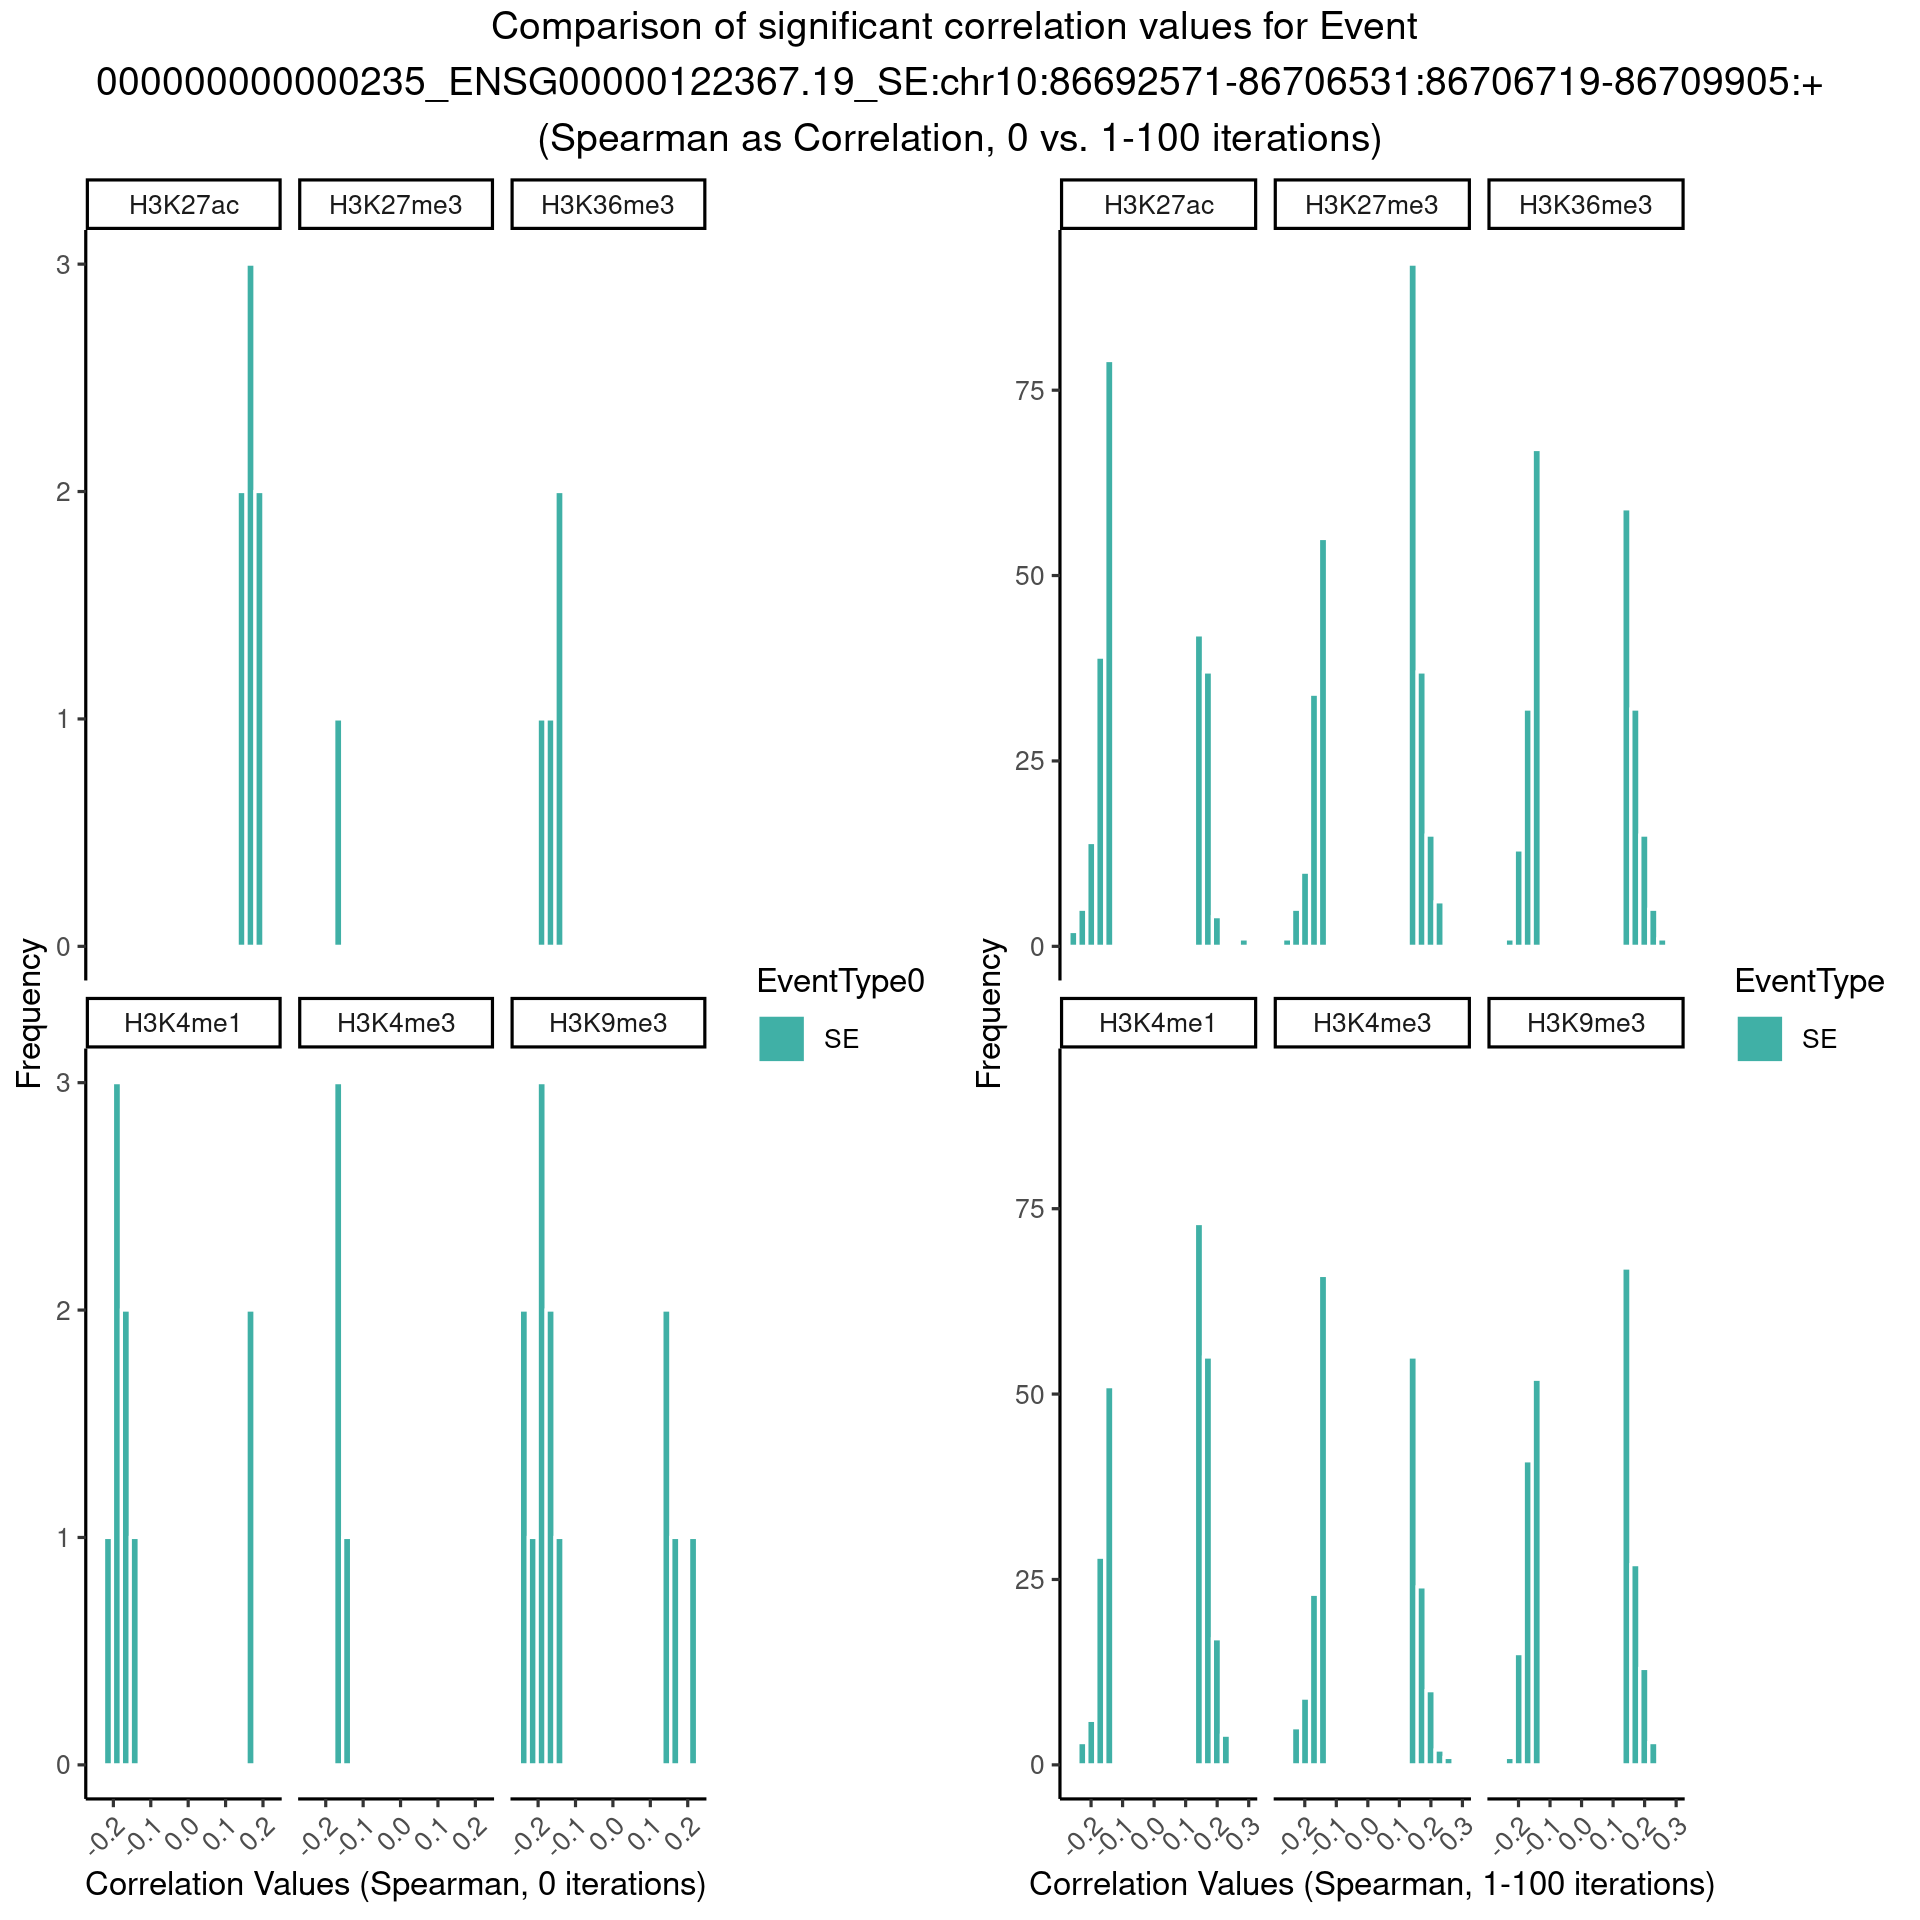 Comparison of significant correlation values for Event
000000000000235_ENSG00000122367.19_SE:chr10:86692571-86706531:86706719-86709905:+
(Spearman as Correlation, 0 vs. 1-100 iterations)
H3K27ac H3K27me3 H3K36me3
3
2
1
0
H3K4me1 H3K4me3 H3K9me3
3
2
1
0
-0.2 -0.1 0.0 0.1 0.2 -0.2 -0.1 0.0 0.1 0.2 -0.2 -0.1 0.0 0.1 0.2
Frequency
Correlation Values (Spearman, 0 iterations)
EventType0
SE
H3K27ac H3K27me3 H3K36me3
75
50
25
0
H3K4me1 H3K4me3 H3K9me3
75
50
25
0
-0.2 -0.1 0.0 0.1 0.2 0.3 -0.2 -0.1 0.0 0.1 0.2 0.3 -0.2 -0.1 0.0 0.1 0.2 0.3
Frequency
Correlation Values (Spearman, 1-100 iterations)
EventType
SE